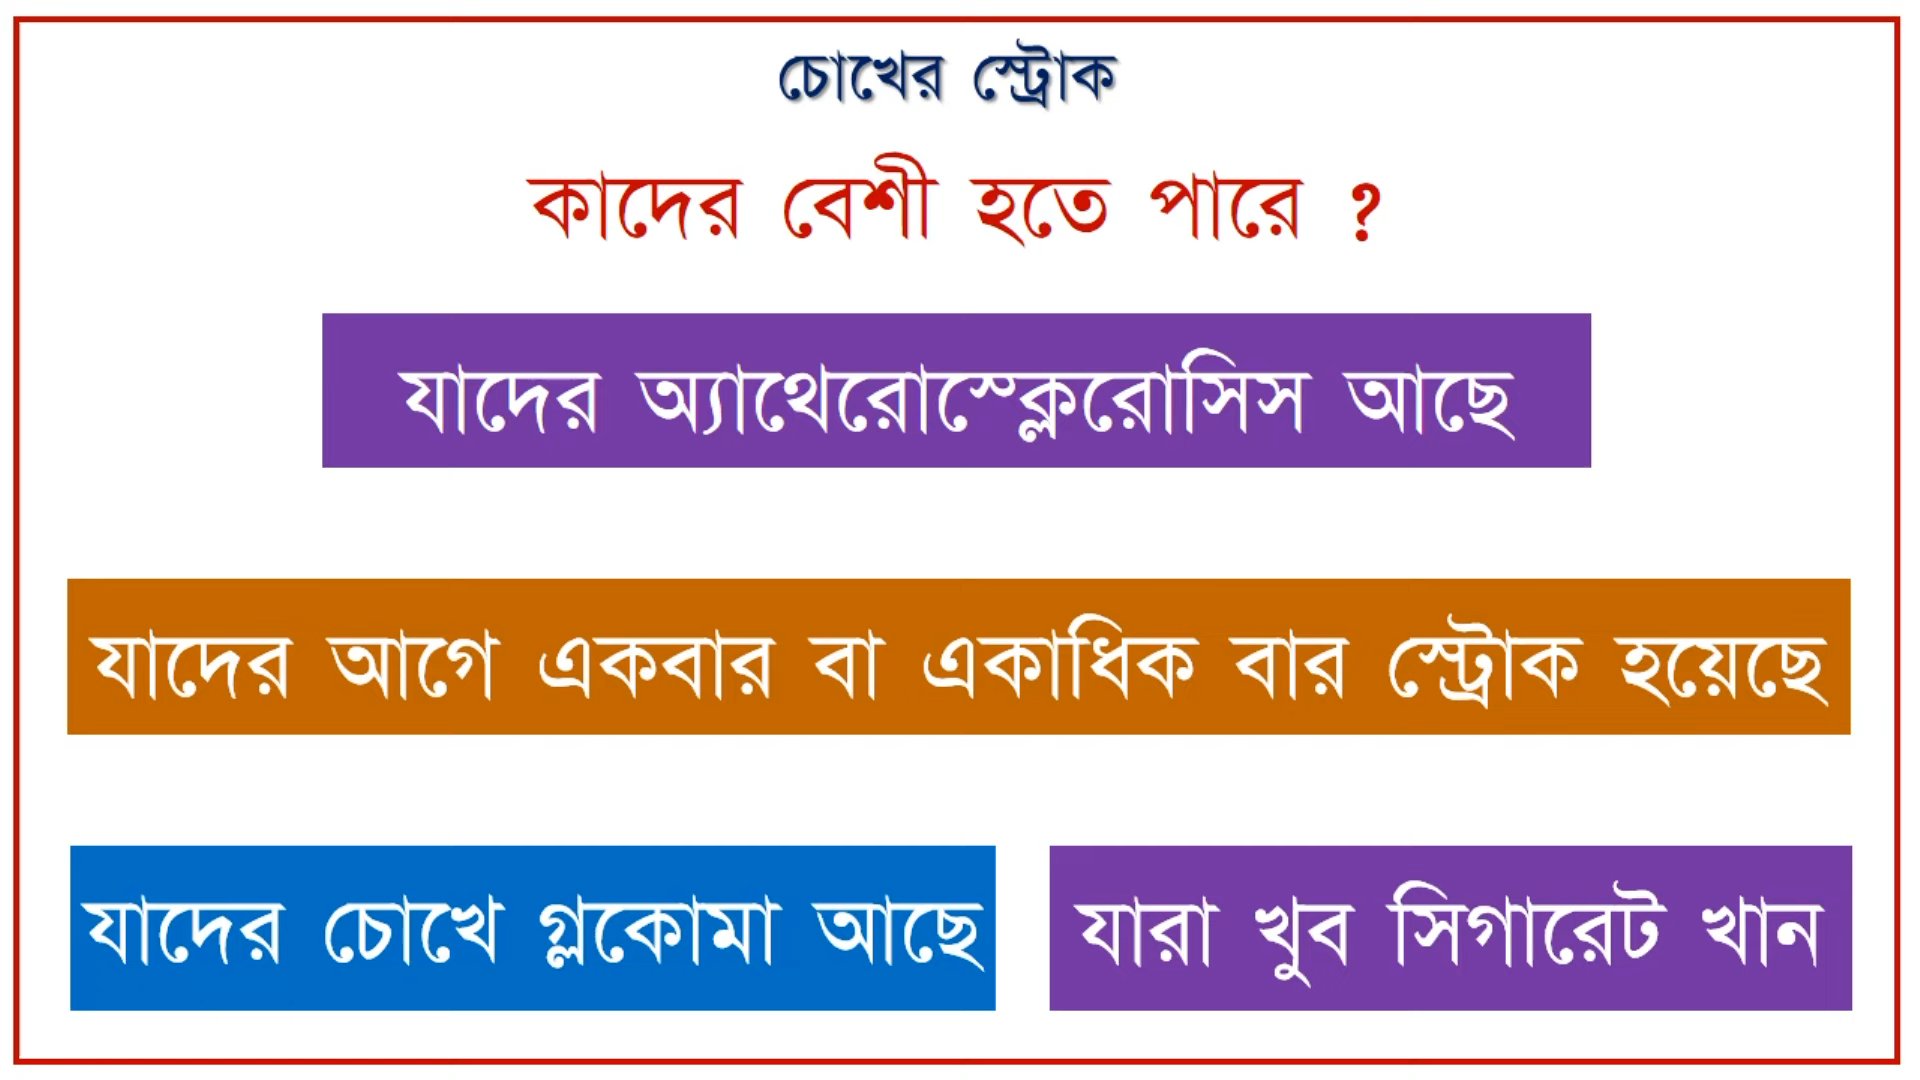 চোখের স্ট্রোক
কাদের বেশী হতে পারে ?
যাদের অ্যাথেরোস্ক্লেরোসিস আছে
যাদের আগে একবার বা একাধিক বার স্ট্রোক হয়েছে
যাদের চোখে গ্লকোমা আছে
যারা খুব সিগারেট খান